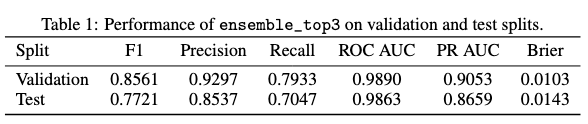 Table 1: Performance of ensemble_top3 on validation and test splits.
Split F1 Precision Recall ROC AUC PR AUC Brier
Validation 0.8561 0.9297 0.7933 0.9890 0.9053 0.0103
Test 0.7721 0.8537 0.7047 0.9863 0.8659 0.0143